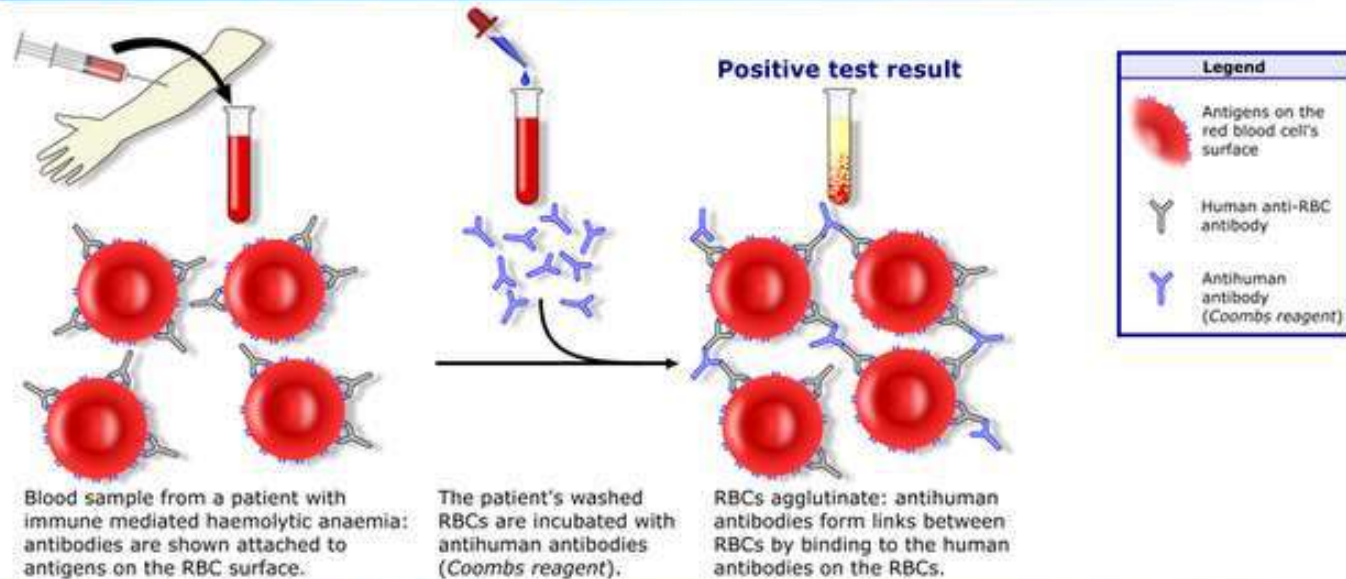 Positive test result
Legend
Antigens on the
red blood cell's
surface
Human anti-RBC
antibody
Antihuman
antibody
(Coombs reagent)
Blood sample from a patient with
immune mediated haemolytic anaemia:
antibodies are shown attached to
antigens on the RBC surface.
The patient's washed
RBCs are incubated with
antihuman antibodies
(Coombs reagent).
RBCs agglutinate: antihuman
antibodies form links between
RBCs by binding to the human
antibodies on the RBCs.